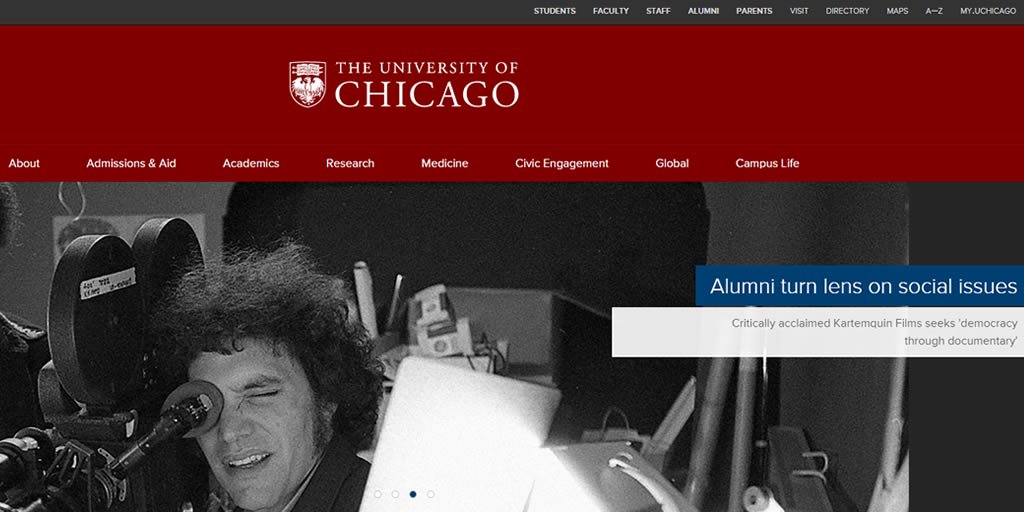 STUDENTS FACULTY STAFF ALUMNI PARENTS VISIT DIRECTORY MAPS A—Z MY.UCHICAGO
THE UNIVERSITY OF
CHICAGO
About Admissions & Aid Academics Research Medicine Civic Engagement Global Campus Life
Alumni turn lens on social issues
Critically acclaimed Kartemquin Films seeks 'democracy
through documentary'